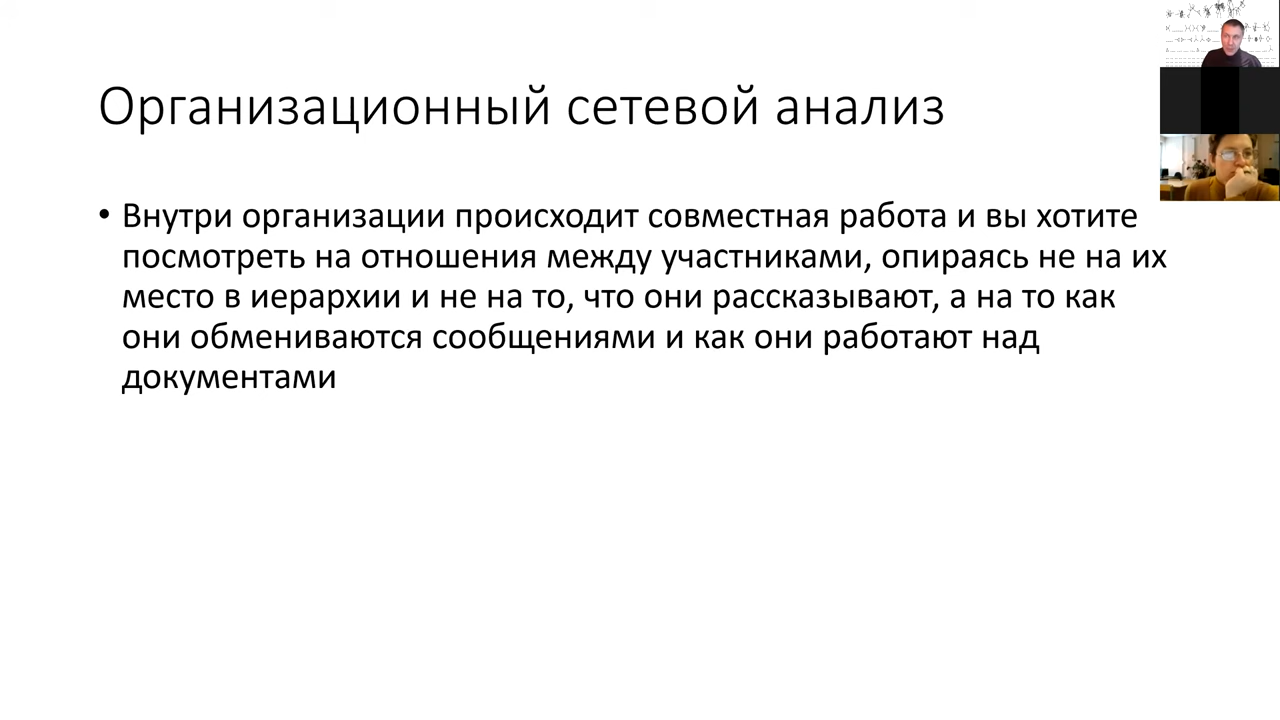 Организационный сетевой анализ
• Внутри организации происходит совместная работа и вы хотите
посмотреть на отношения между участниками, опираясь не на их
место в иерархии и не на то, что они рассказывают, а на то как
они обмениваются сообщениями и как они работают над
документами